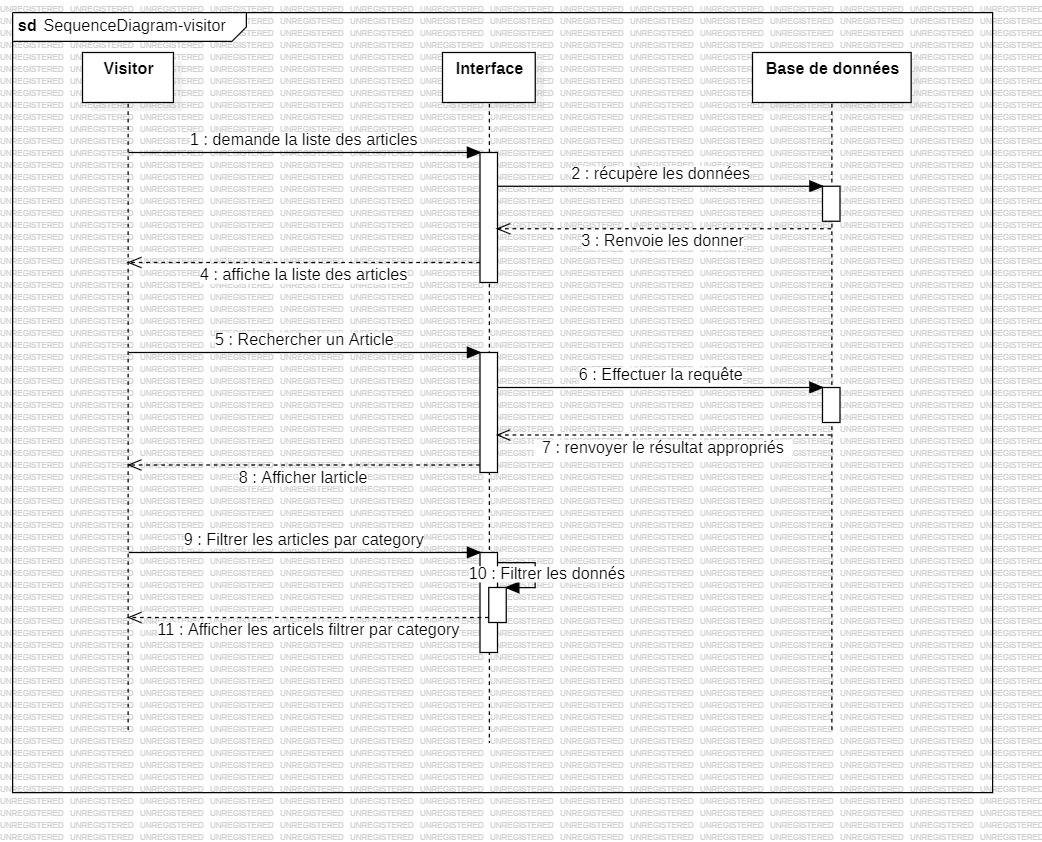 sd SequenceDiagram-visitor
Visitor
Interface
Base de données
1 : demande la liste des articles
2 : récupère les données
3 : Renvoie les donner
4 : affiche la liste des articles
5 : Rechercher un Article
6 : Effectuer la requête
7 : renvoyer le résultat appropriés
8 : Afficher larticle
9 : Filtrer les articles par category
10 : Filtrer les donnés
11 : Afficher les articels filtrer par category
UNREGISTERED